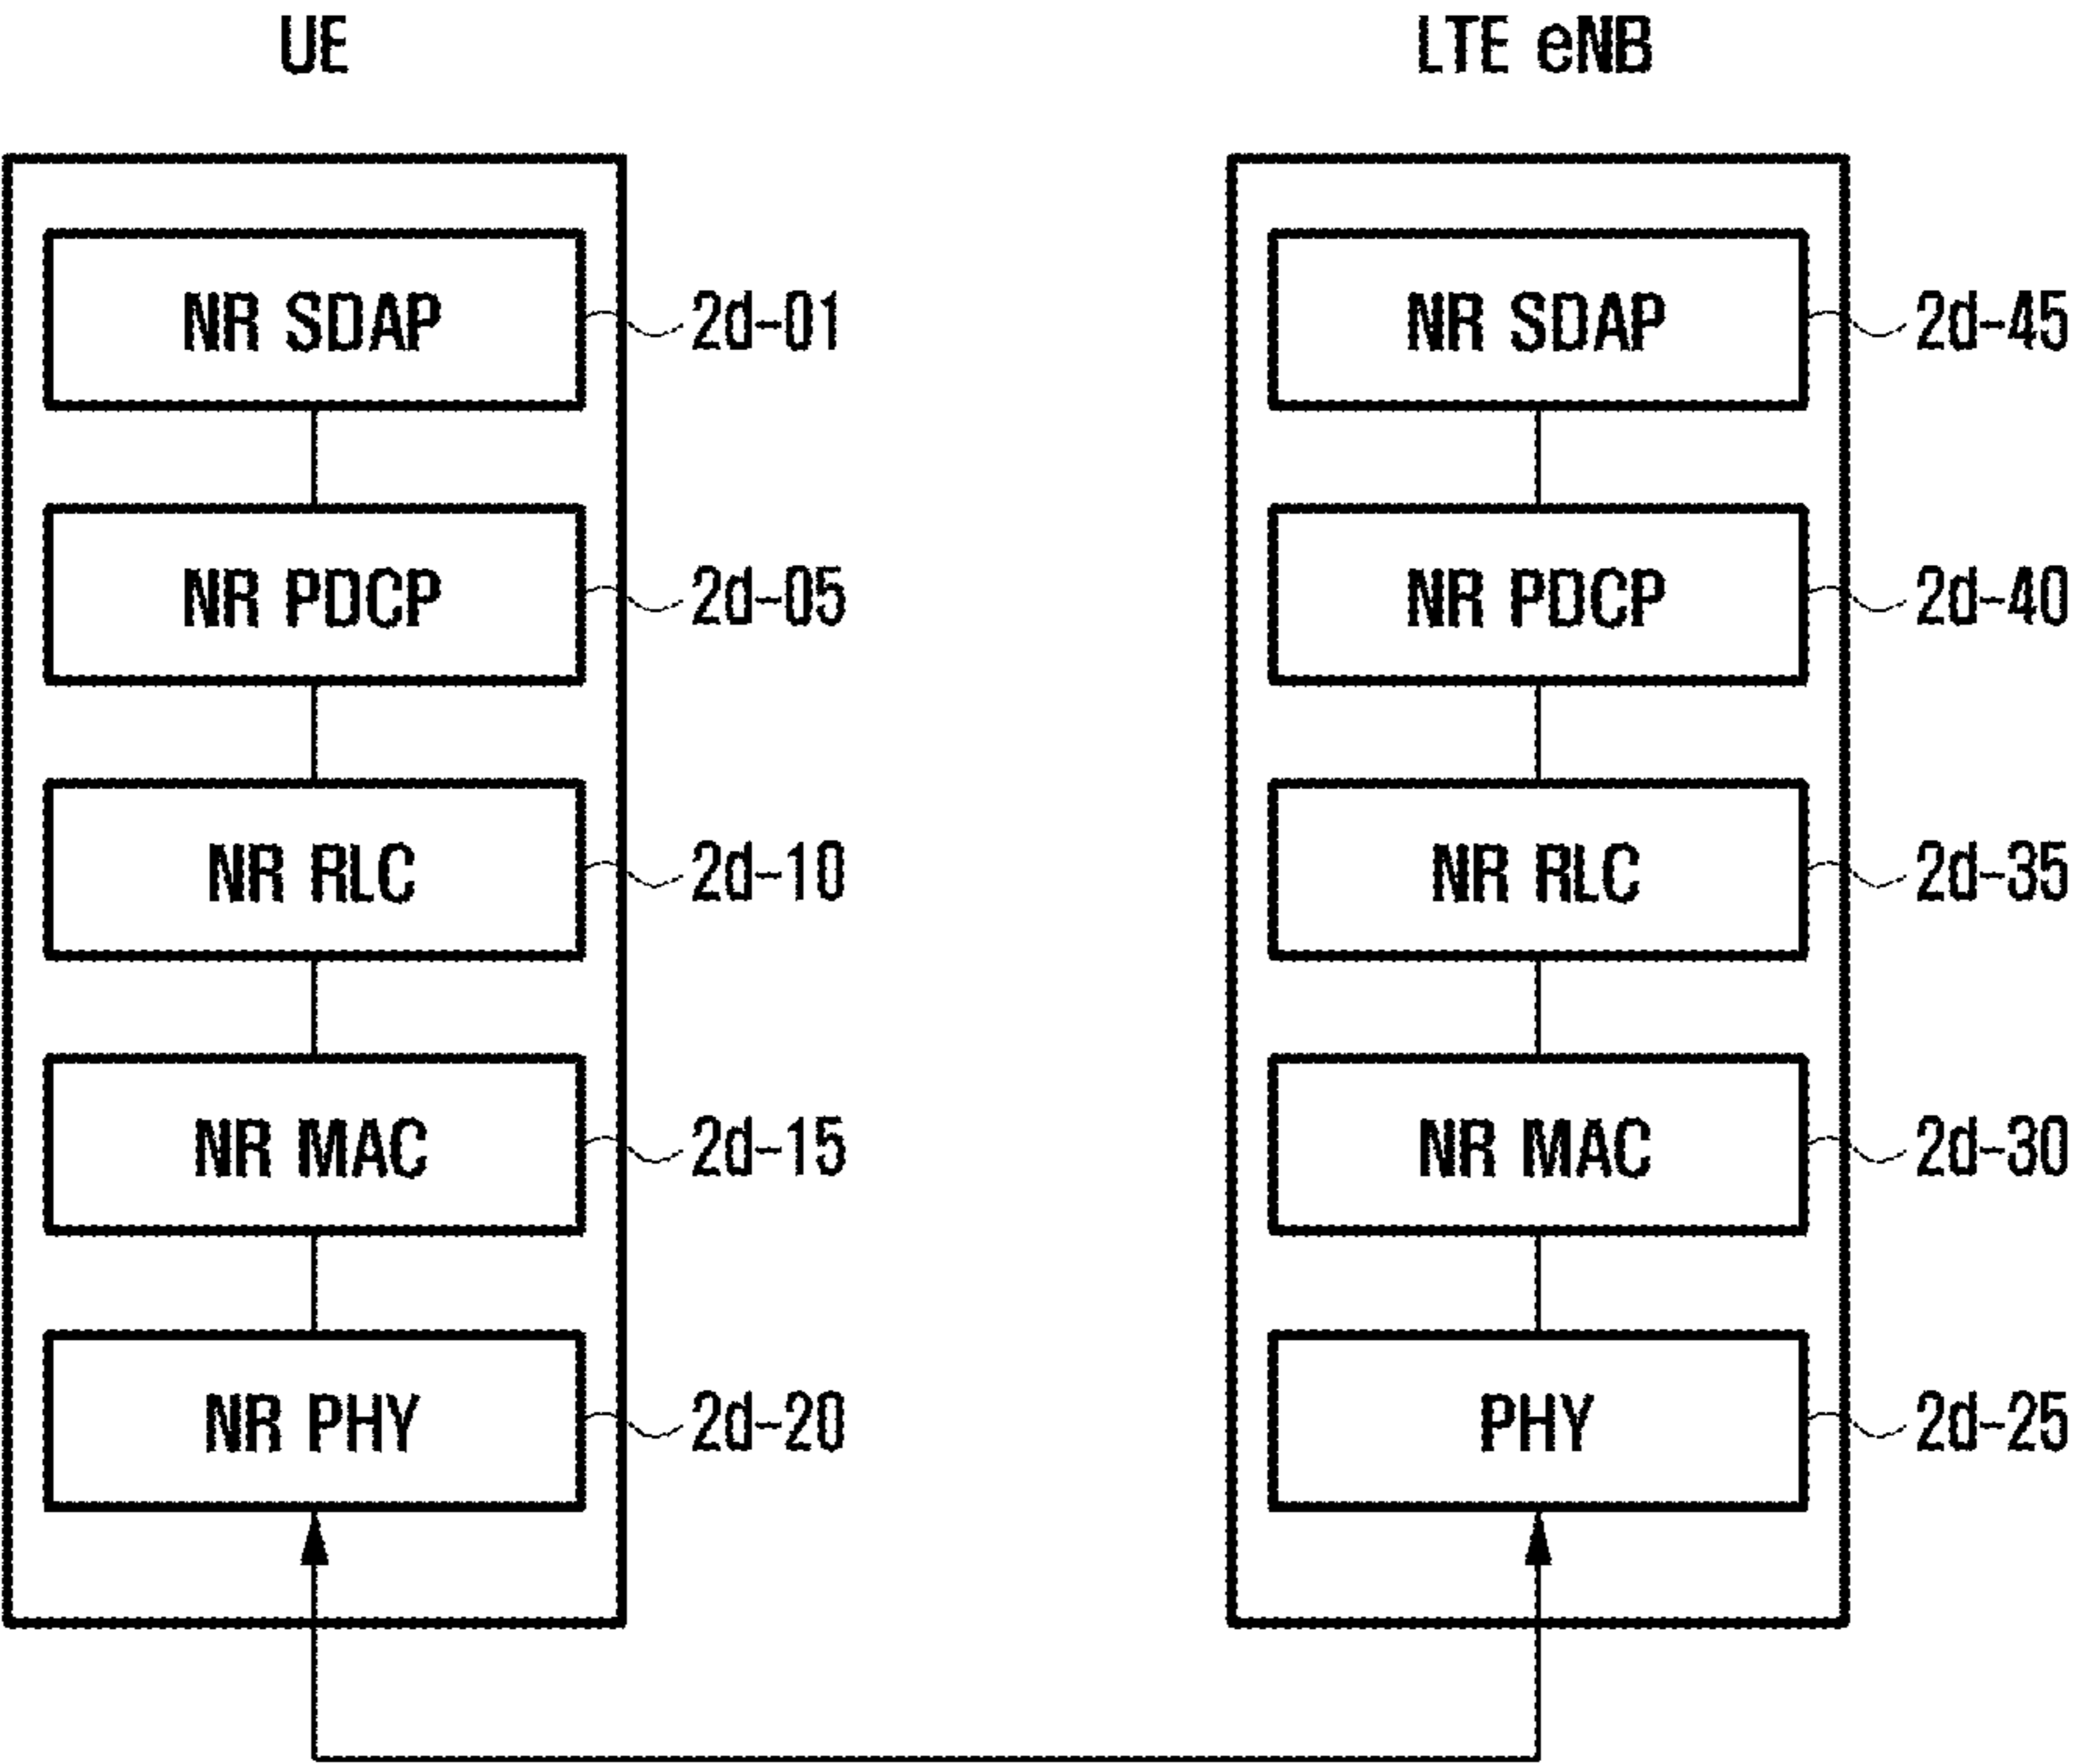 UE
LTE eNB
NR SDAP
2d-01
NR SDAP
2d-45
NR PDCP
2d-05
NR PDCP
2d-40
NR RLC
2d-10
NR RLC
2d-35
NR MAC
2d-15
NR MAC
2d-30
NR PHY
2d-20
PHY
2d-25